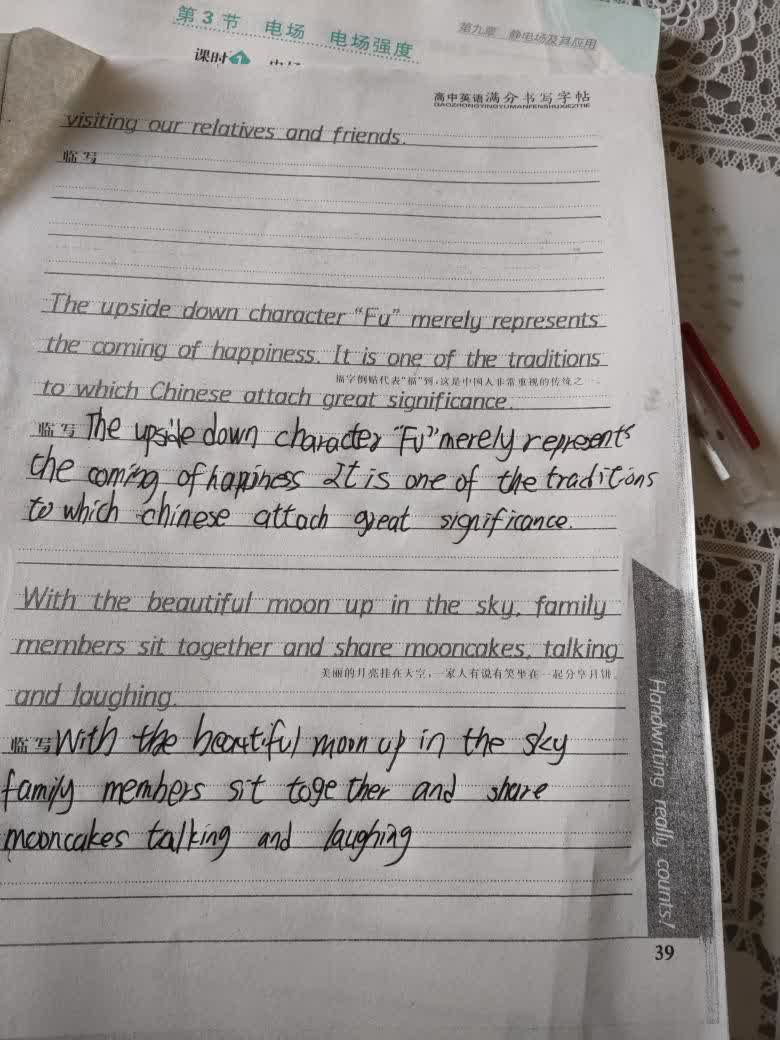 第3节 电场 电场强度
第九章 静电场及其应用
课时1
高中英语满分书写字帖
GAOZHONGYINGYUMANFENSHUXIEZITIE
visiting our relatives and friends.
临写
The upside down character “Fu” merely represents
the coming of happiness. It is one of the traditions
福字倒贴代表“福”到,这是中国人非常重视的传统之一。
to which Chinese attach great significance.
临写 The upside down character "Fu" merely represents
the coming of happiness It is one of the traditions
to which chinese attach great significance.
With the beautiful moon up in the sky, family
members sit together and share mooncakes, talking
美丽的月亮挂在天空,一家人有说有笑坐在一起分享月饼。
and laughing.
临写 With the beautiful moon up in the sky
family members sit together and share
mooncakes talking and laughing
Handwriting really counts!
39